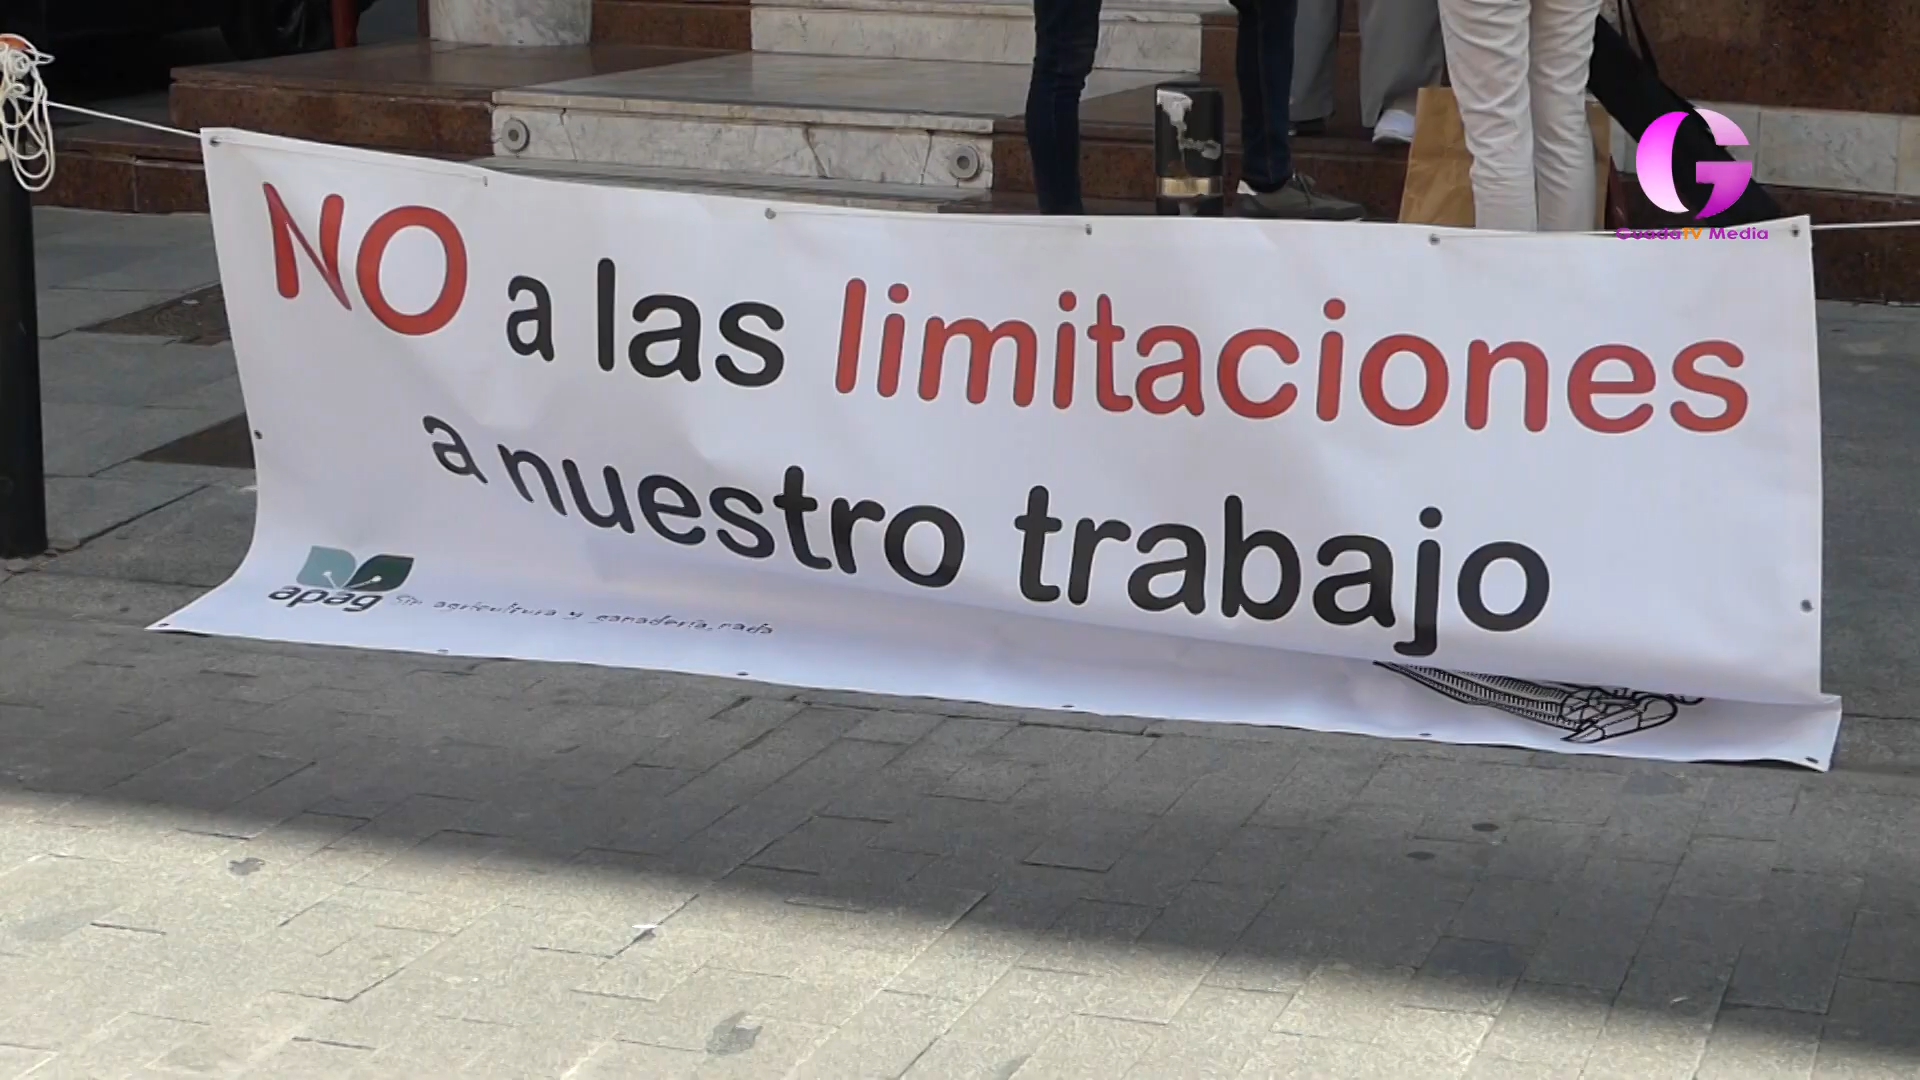 GuadaTV Media
NO a las limitaciones
a nuestro trabajo
apag Sin agricultura y ganadería, nada